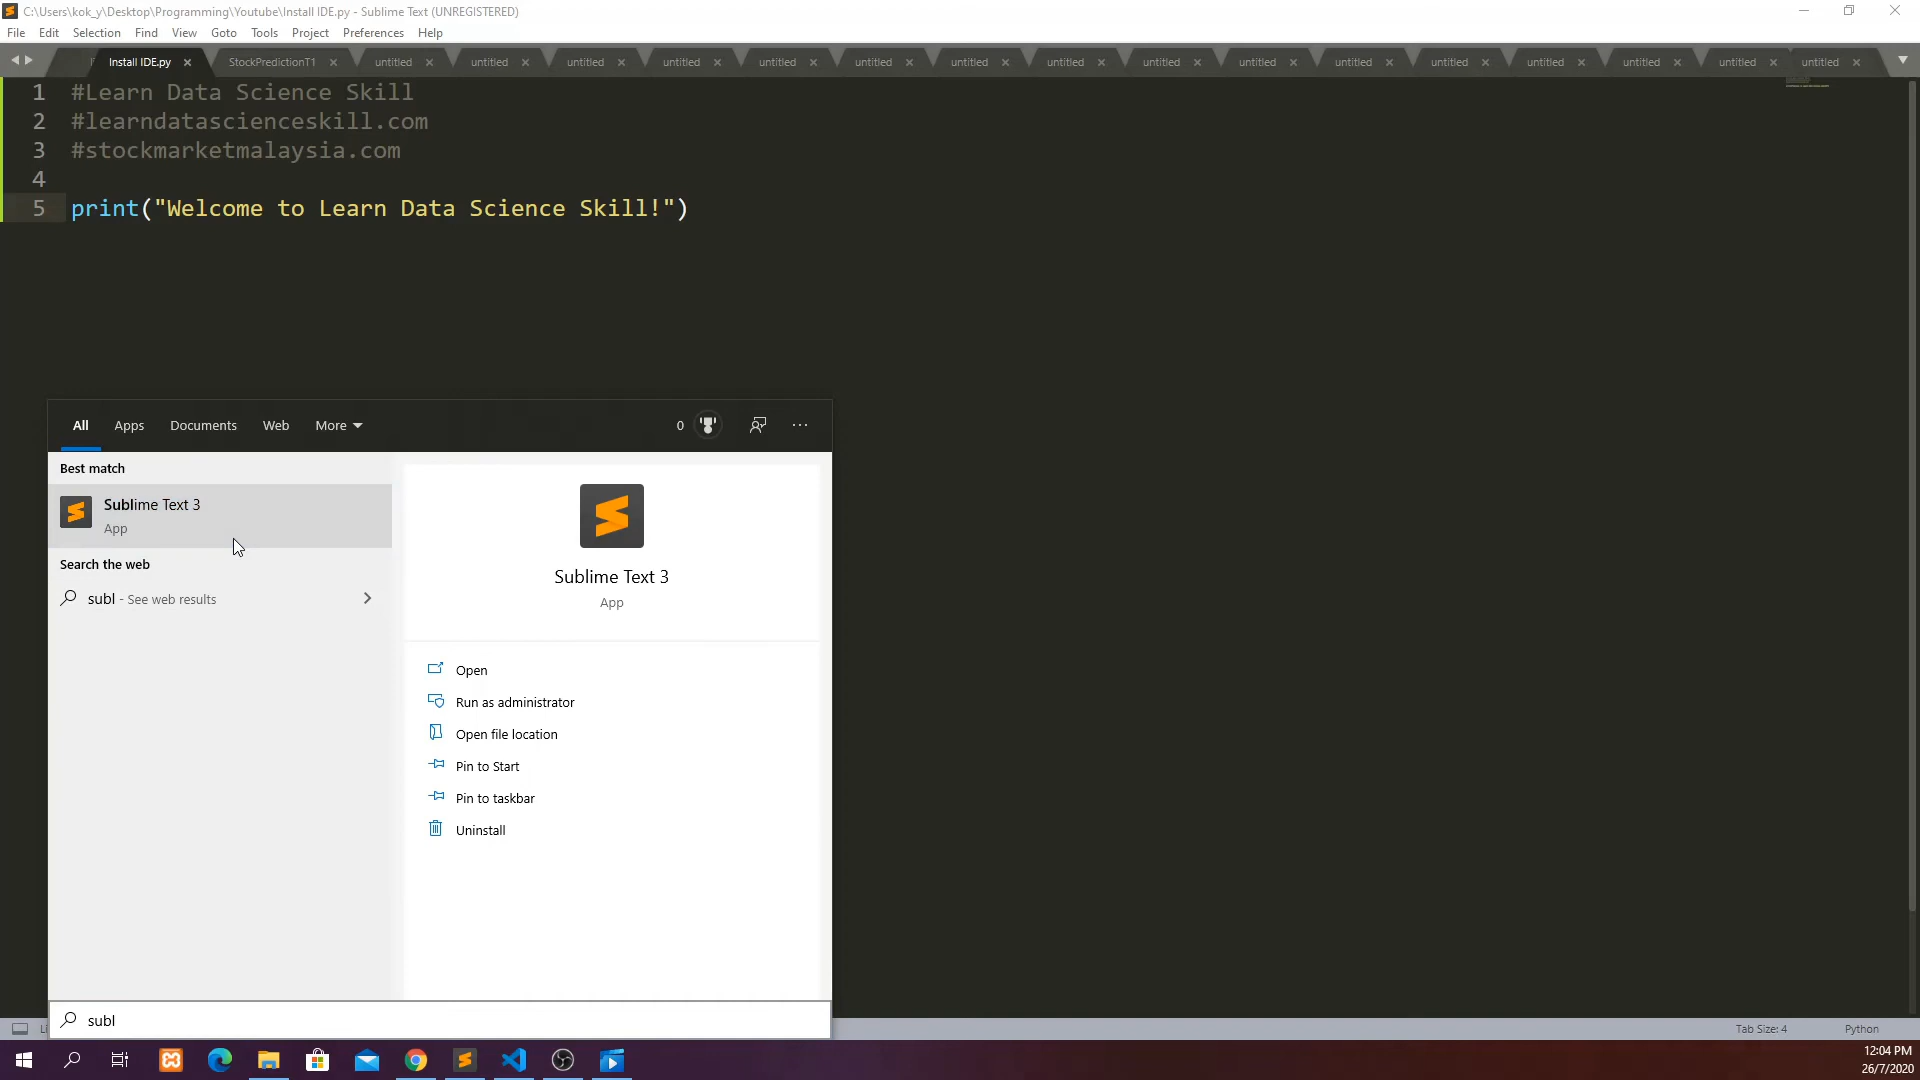 C:\Users\kok_y\Desktop\Programming\Youtube\Install IDE.py - Sublime Text (UNREGISTERED)
File Edit Selection Find View Goto Tools Project Preferences Help
Install IDE.py StockPredictionT1 untitled untitled untitled untitled untitled untitled untitled untitled untitled untitled untitled untitled untitled untitled untitled untitled
1 #Learn Data Science Skill
2 #learndatascienceskill.com
3 #stockmarketmalaysia.com
4
5 print("Welcome to Learn Data Science Skill!")
All Apps Documents Web More 0
Best match
Sublime Text 3
App
Search the web
subl - See web results
Sublime Text 3
App
Open
Run as administrator
Open file location
Pin to Start
Pin to taskbar
Uninstall
subl
Tab Size: 4 Python
12:04 PM
26/7/2020